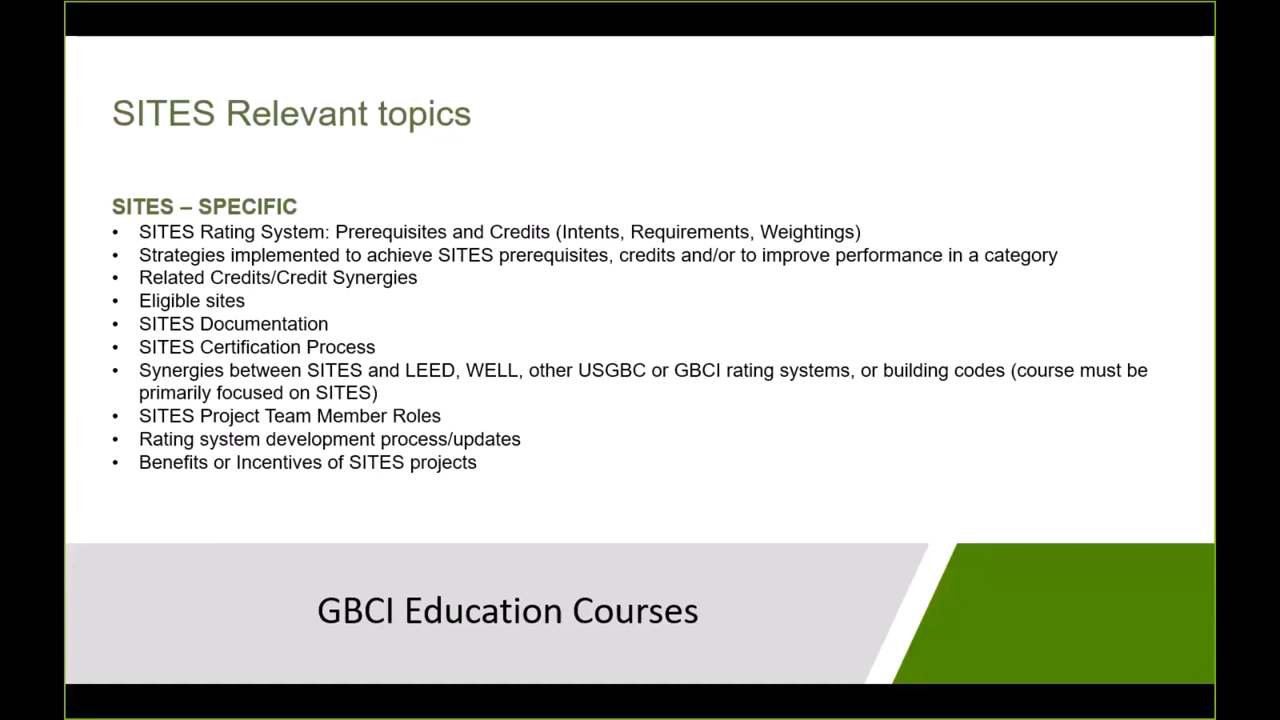 SITES Relevant topics
SITES – SPECIFIC
• SITES Rating System: Prerequisites and Credits (Intents, Requirements, Weightings)
• Strategies implemented to achieve SITES prerequisites, credits and/or to improve performance in a category
• Related Credits/Credit Synergies
• Eligible sites
• SITES Documentation
• SITES Certification Process
• Synergies between SITES and LEED, WELL, other USGBC or GBCI rating systems, or building codes (course must be
primarily focused on SITES)
• SITES Project Team Member Roles
• Rating system development process/updates
• Benefits or Incentives of SITES projects
GBCI Education Courses